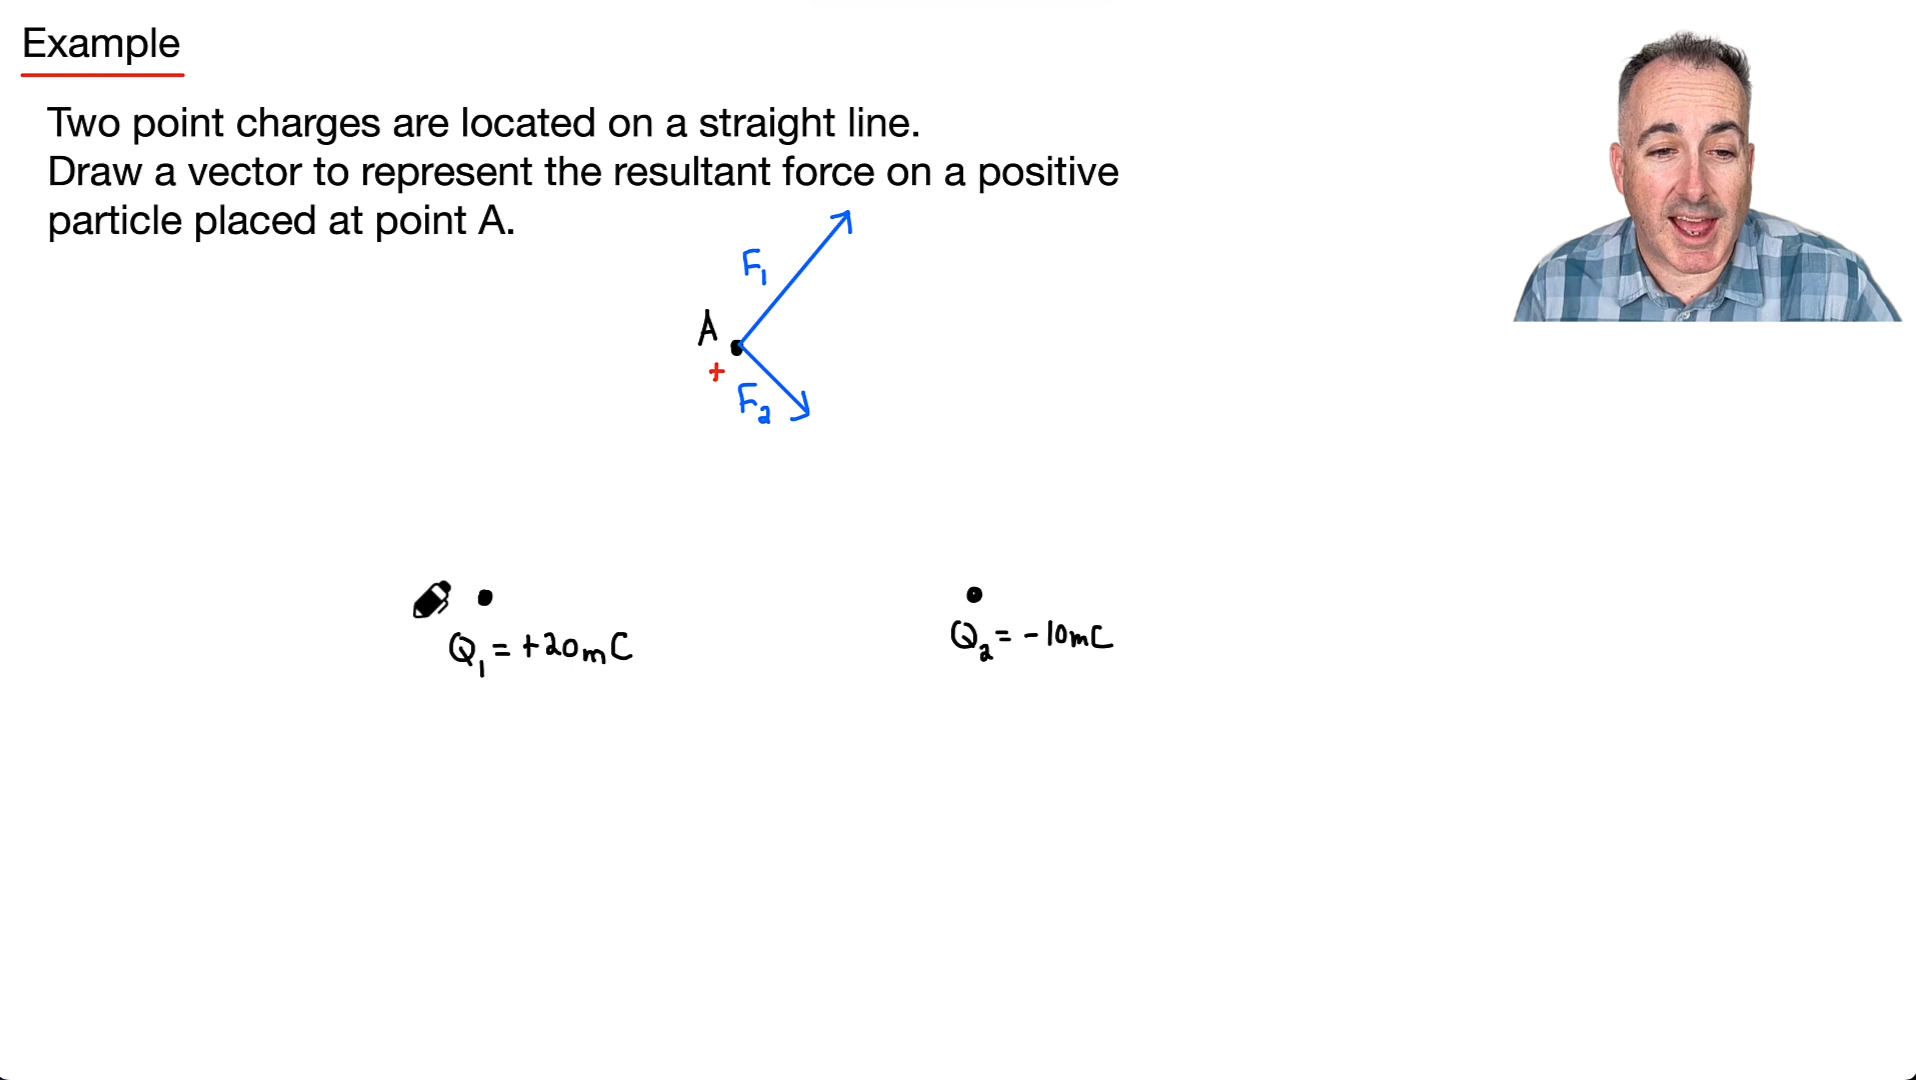 Example
Two point charges are located on a straight line.
Draw a vector to represent the resultant force on a positive
particle placed at point A.
F₁
A
+
F₂
Q₁ = +20mC
Q₂ = -10mC